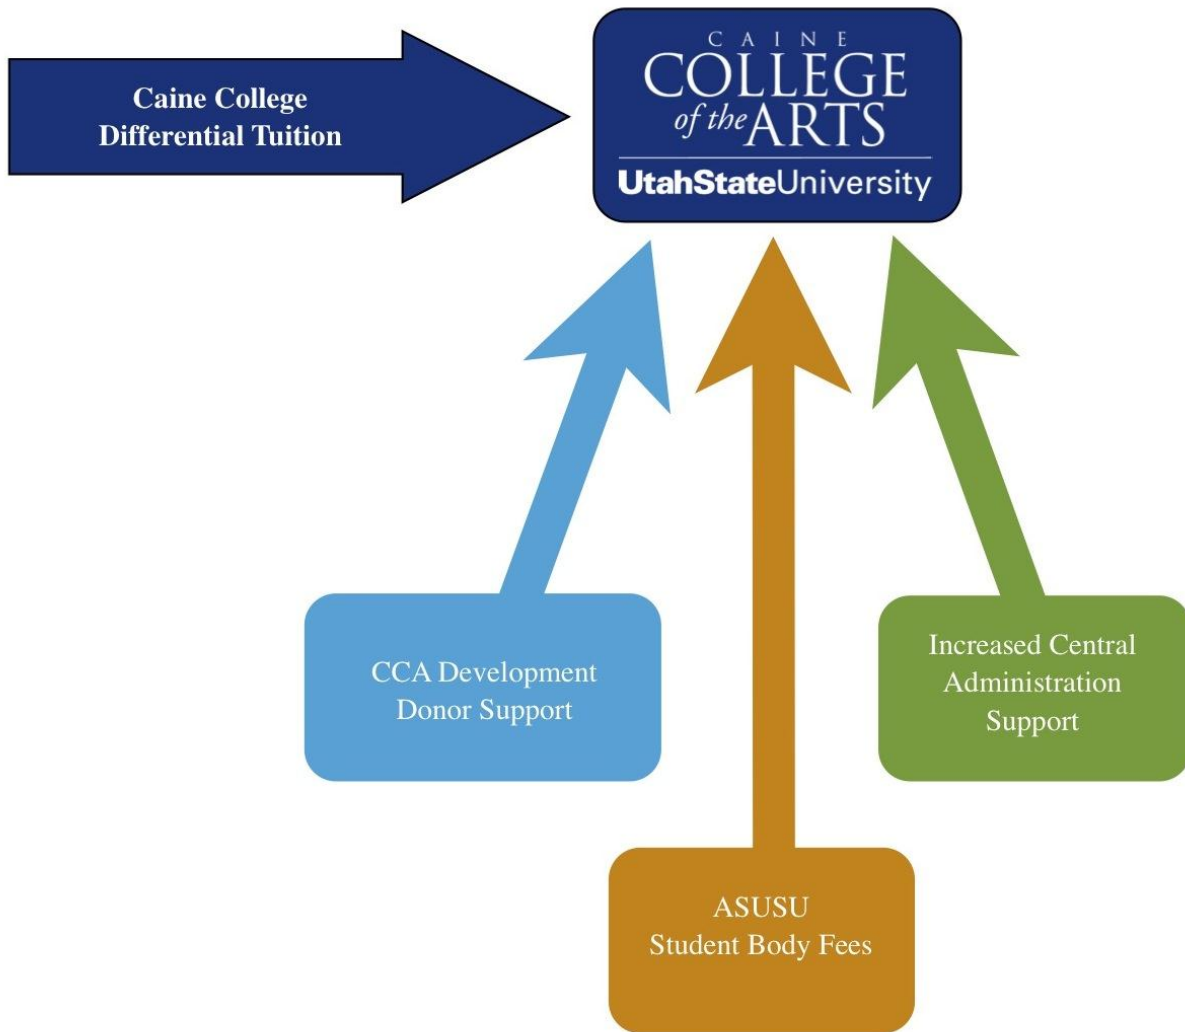 Caine College
Differential Tuition
CAINE
COLLEGE
of the ARTS
UtahStateUniversity
CCA Development
Donor Support
Increased Central
Administration
Support
ASUSU
Student Body Fees